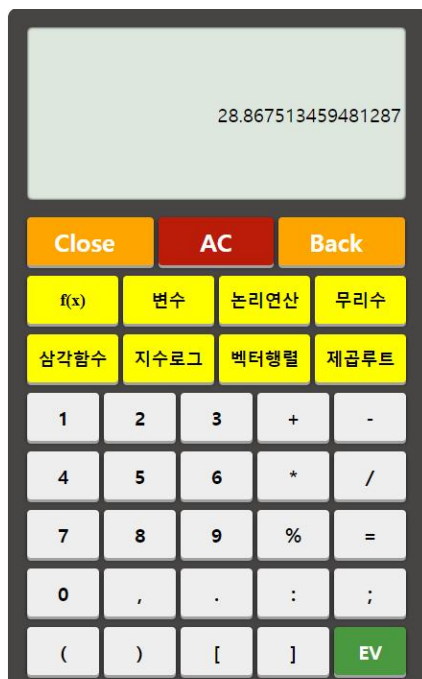 28.867513459481287
Close AC Back
f(x) 변수 논리연산 무리수
삼각함수 지수로그 벡터행렬 제곱루트
1 2 3 + -
4 5 6 * /
7 8 9 % =
0 , . : ;
( ) [ ] EV